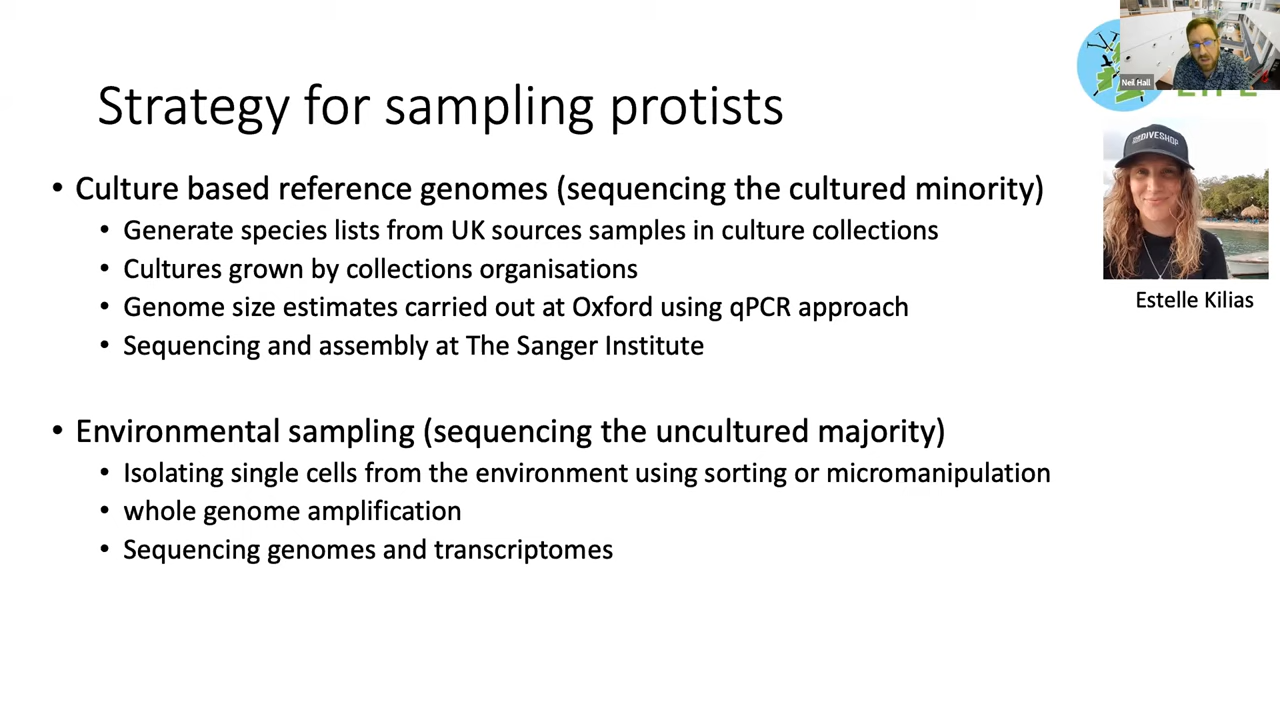 Neil Hall
Strategy for sampling protists
DIVESHOP
• Culture based reference genomes (sequencing the cultured minority)
• Generate species lists from UK sources samples in culture collections
• Cultures grown by collections organisations
• Genome size estimates carried out at Oxford using qPCR approach
Estelle Kilias
• Sequencing and assembly at The Sanger Institute
• Environmental sampling (sequencing the uncultured majority)
• Isolating single cells from the environment using sorting or micromanipulation
• whole genome amplification
• Sequencing genomes and transcriptomes